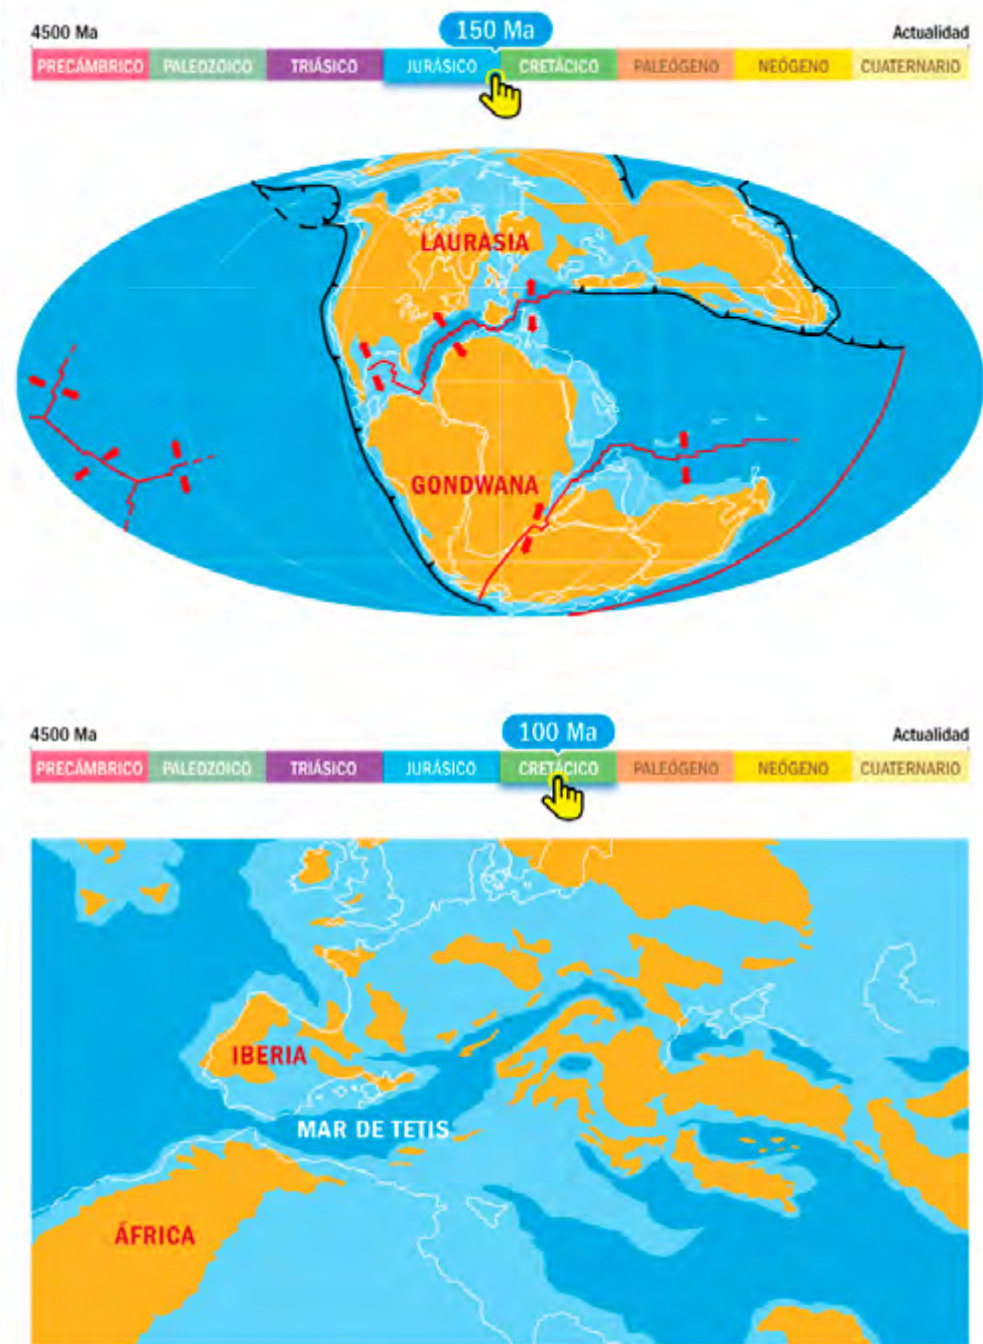 150 Ma
4500 Ma Actualidad
PRECÁMBRICO PALEOZOICO TRIÁSICO JURÁSICO CRETÁCICO PALEÓGENO NEÓGENO CUATERNARIO
LAURASIA
GONDWANA
100 Ma
4500 Ma Actualidad
PRECÁMBRICO PALEOZOICO TRIÁSICO JURÁSICO CRETÁCICO PALEÓGENO NEÓGENO CUATERNARIO
IBERIA
MAR DE TETIS
ÁFRICA